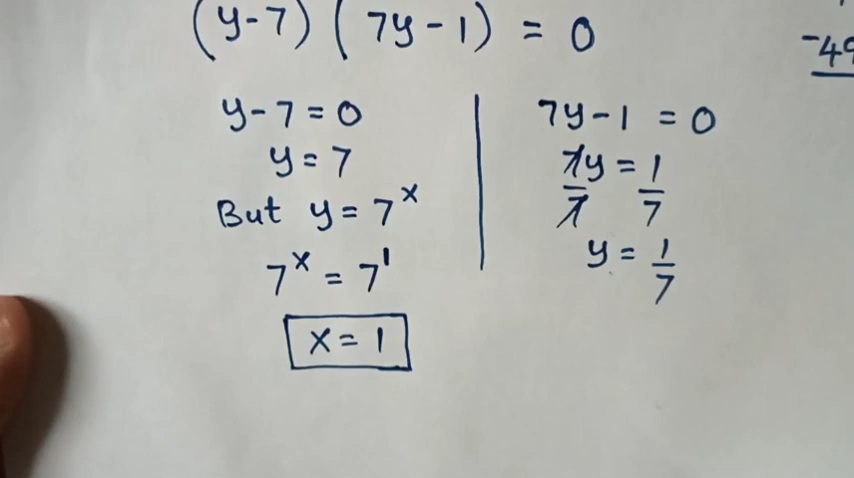 (y-7) (7y-1) = 0
-49
y-7=0
y=7
But y=7^x
7^x = 7^1
x=1
7y-1 = 0
7y/7 = 1/7
y = 1/7